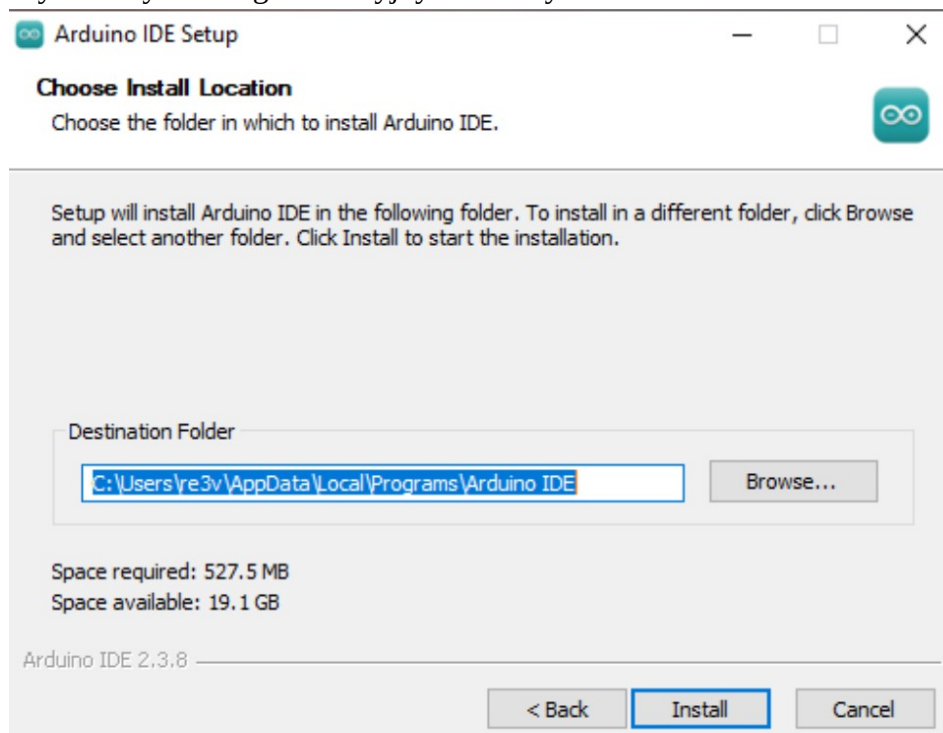 Arduino IDE Setup
Choose Install Location
Choose the folder in which to install Arduino IDE.
Setup will install Arduino IDE in the following folder. To install in a different folder, click Browse
and select another folder. Click Install to start the installation.
Destination Folder
C:\Users\re3v\AppData\Local\Programs\Arduino IDE
Browse...
Space required: 527.5 MB
Space available: 19.1 GB
Arduino IDE 2.3.8
< Back Install Cancel